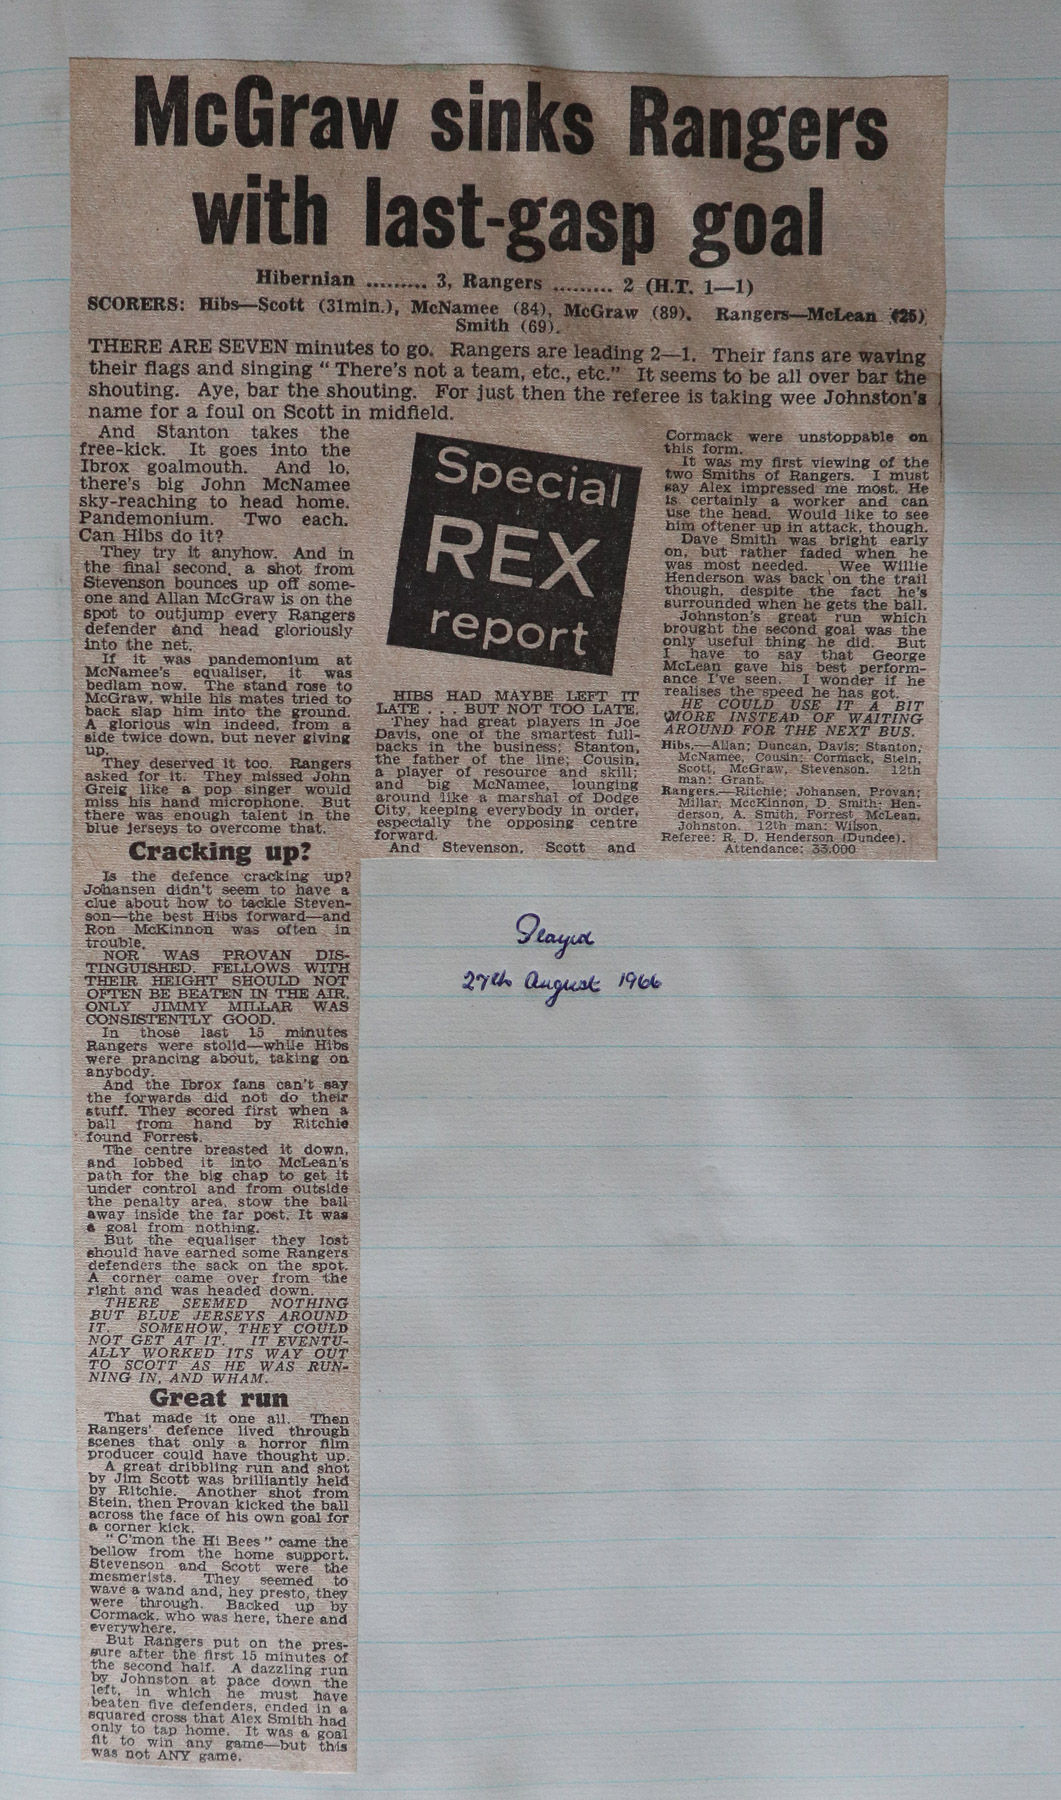 McGraw sinks Rangers
with last-gasp goal
Hibernian ......... 3, Rangers ......... 2 (H.T. 1—1)
SCORERS: Hibs—Scott (31min.), McNamee (84), McGraw (89). Rangers—McLean (25)
Smith (69).
THERE ARE SEVEN minutes to go. Rangers are leading 2—1. Their fans are waving
their flags and singing “ There's not a team, etc., etc.” It seems to be all over bar the
shouting. Aye, bar the shouting. For just then the referee is taking wee Johnston's
name for a foul on Scott in midfield.
And Stanton takes the
free-kick. It goes into the
Ibrox goalmouth. And lo,
there's big John McNamee
sky-reaching to head home.
Pandemonium. Two each.
Can Hibs do it?
They try it anyhow. And in
the final second, a shot from
Stevenson bounces up off some-
one and Allan McGraw is on the
spot to outjump every Rangers
defender and head gloriously
into the net.
If it was pandemonium at
McNamee's equaliser, it was
bedlam now. The stand rose to
McGraw, while his mates tried to
back slap him into the ground.
A glorious win indeed, from a
side twice down, but never giving
up.
They deserved it too. Rangers
asked for it. They missed John
Greig like a pop singer would
miss his hand microphone. But
there was enough talent in the
blue jerseys to overcome that.
Cracking up?
Is the defence cracking up?
Johansen didn't seem to have a
clue about how to tackle Steven-
son—the best Hibs forward—and
Ron McKinnon was often in
trouble.
NOR WAS PROVAN DIS-
TINGUISHED. FELLOWS WITH
THEIR HEIGHT SHOULD NOT
OFTEN BE BEATEN IN THE AIR.
ONLY JIMMY MILLAR WAS
CONSISTENTLY GOOD.
In those last 15 minutes
Rangers were stolid—while Hibs
were prancing about, taking on
anybody.
And the Ibrox fans can't say
the forwards did not do their
stuff. They scored first when a
ball from hand by Ritchie
found Forrest.
The centre breasted it down,
and lobbed it into McLean's
path for the big chap to get it
under control and from outside
the penalty area, stow the ball
away inside the far post. It was
a goal from nothing.
But the equaliser they lost
should have earned some Rangers
defenders the sack on the spot.
A corner came over from the
right and was headed down.
THERE SEEMED NOTHING
BUT BLUE JERSEYS AROUND
IT. SOMEHOW, THEY COULD
NOT GET AT IT. IT EVENTU-
ALLY WORKED ITS WAY OUT
TO SCOTT AS HE WAS RUN-
NING IN, AND WHAM.
Great run
That made it one all. Then
Rangers' defence lived through
scenes that only a horror film
producer could have thought up.
A great dribbling run and shot
by Jim Scott was brilliantly held
by Ritchie. Another shot from
Stein, then Provan kicked the ball
across the face of his own goal for
a corner kick.
“ C'mon the Hi Bees ” came the
bellow from the home support.
Stevenson and Scott were the
mesmerists. They seemed to
wave a wand and, hey presto, they
were through. Backed up by
Cormack, who was here, there and
everywhere.
But Rangers put on the pres-
sure after the first 15 minutes of
the second half. A dazzling run
by Johnston at pace down the
left, in which he must have
beaten five defenders, ended in a
squared cross that Alex Smith had
only to tap home. It was a goal
fit to win any game—but this
was not ANY game.
Special
REX
report
HIBS HAD MAYBE LEFT IT
LATE . . . BUT NOT TOO LATE.
They had great players in Joe
Davis, one of the smartest full-
backs in the business; Stanton,
the father of the line; Cousin,
a player of resource and skill;
and big McNamee, lounging
around like a marshal of Dodge
City, keeping everybody in order,
especially the opposing centre
forward.
And Stevenson, Scott and
Cormack were unstoppable on
this form.
It was my first viewing of the
two Smiths of Rangers. I must
say Alex impressed me most. He
is certainly a worker and can
use the head. Would like to see
him oftener up in attack, though.
Dave Smith was bright early
on, but rather faded when he
was most needed. Wee Willie
Henderson was back on the trail
though, despite the fact he's
surrounded when he gets the ball.
Johnston's great run which
brought the second goal was the
only useful thing he did. But
I have to say that George
McLean gave his best perform-
ance I've seen. I wonder if he
realises the speed he has got.
HE COULD USE IT A BIT
MORE INSTEAD OF WAITING
AROUND FOR THE NEXT BUS.
Hibs.—Allan; Duncan, Davis; Stanton,
McNamee, Cousin; Cormack, Stein,
Scott, McGraw, Stevenson. 12th
man: Grant.
Rangers.—Ritchie; Johansen, Provan;
Millar, McCKinnon, D. Smith; Hen-
derson, A. Smith, Forrest McLean,
Johnston. 12th man: Wilson.
Referee: R. D. Henderson (Dundee).
Attendance: 33,000
Played
27th August 1966